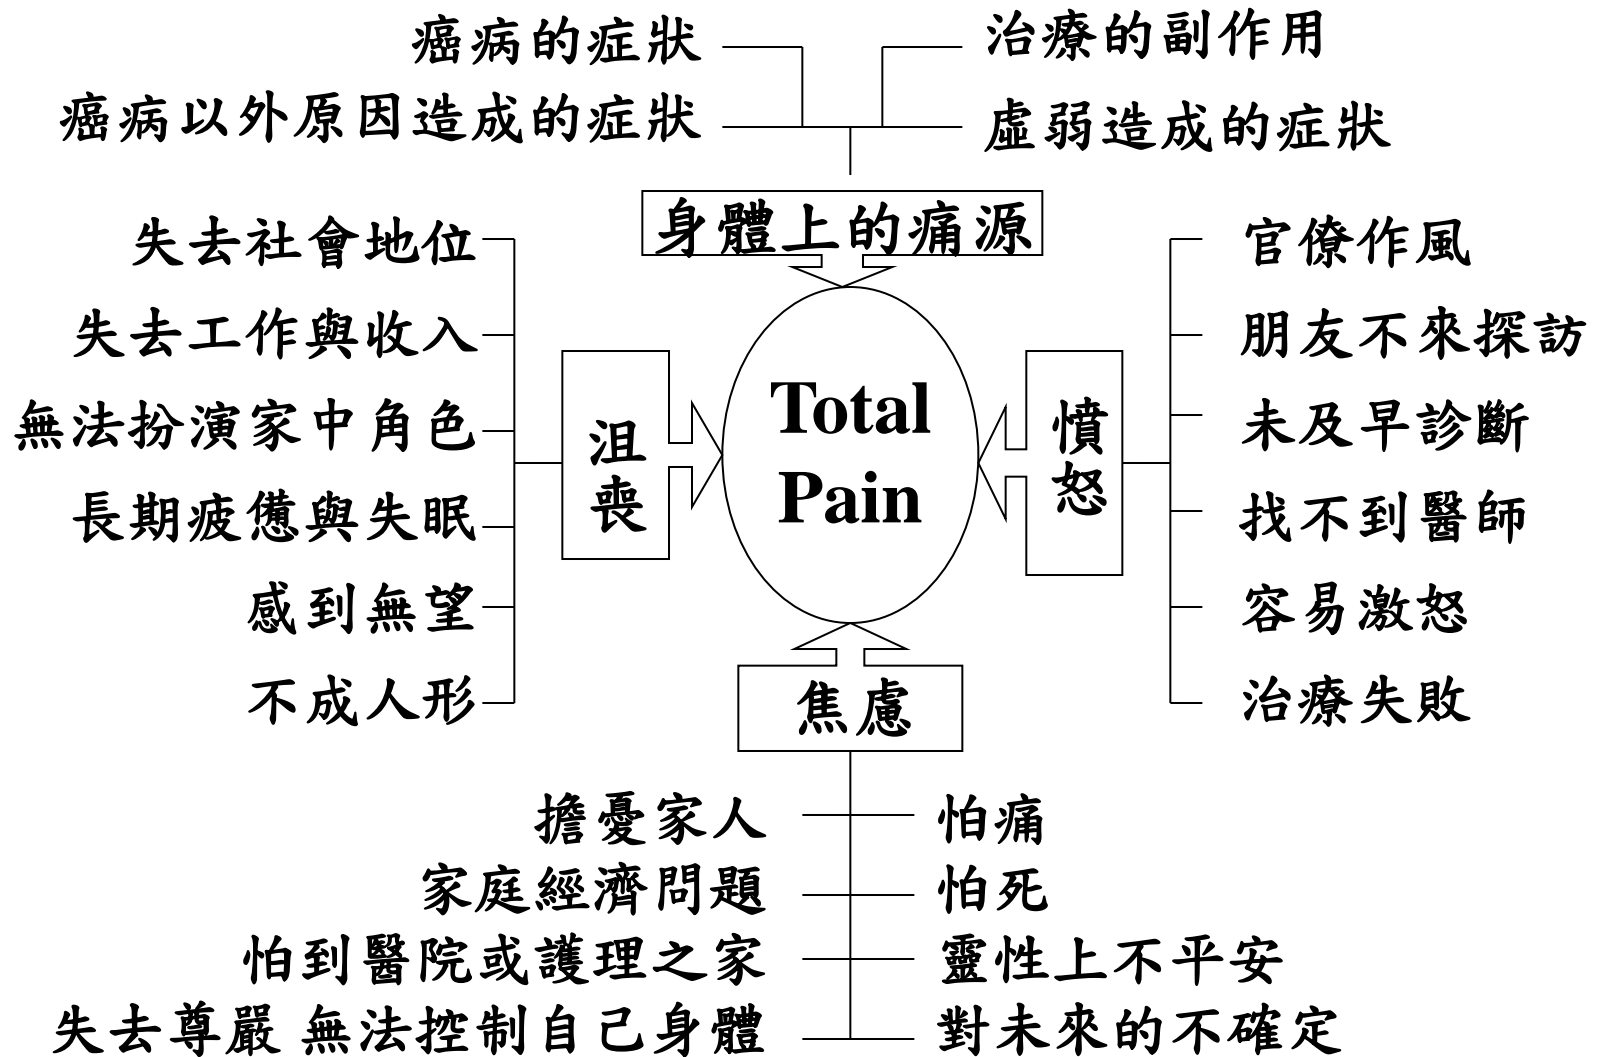 癌病的症狀
治療的副作用
癌病以外原因造成的症狀
虛弱造成的症狀
身體上的痛源
失去社會地位
失去工作與收入
無法扮演家中角色
長期疲憊與失眠
感到無望
不成人形
沮喪
Total
Pain
憤怒
官僚作風
朋友不來探訪
未及早診斷
找不到醫師
容易激怒
治療失敗
焦慮
擔憂家人
家庭經濟問題
怕到醫院或護理之家
失去尊嚴 無法控制自己身體
怕痛
怕死
靈性上不平安
對未來的不確定